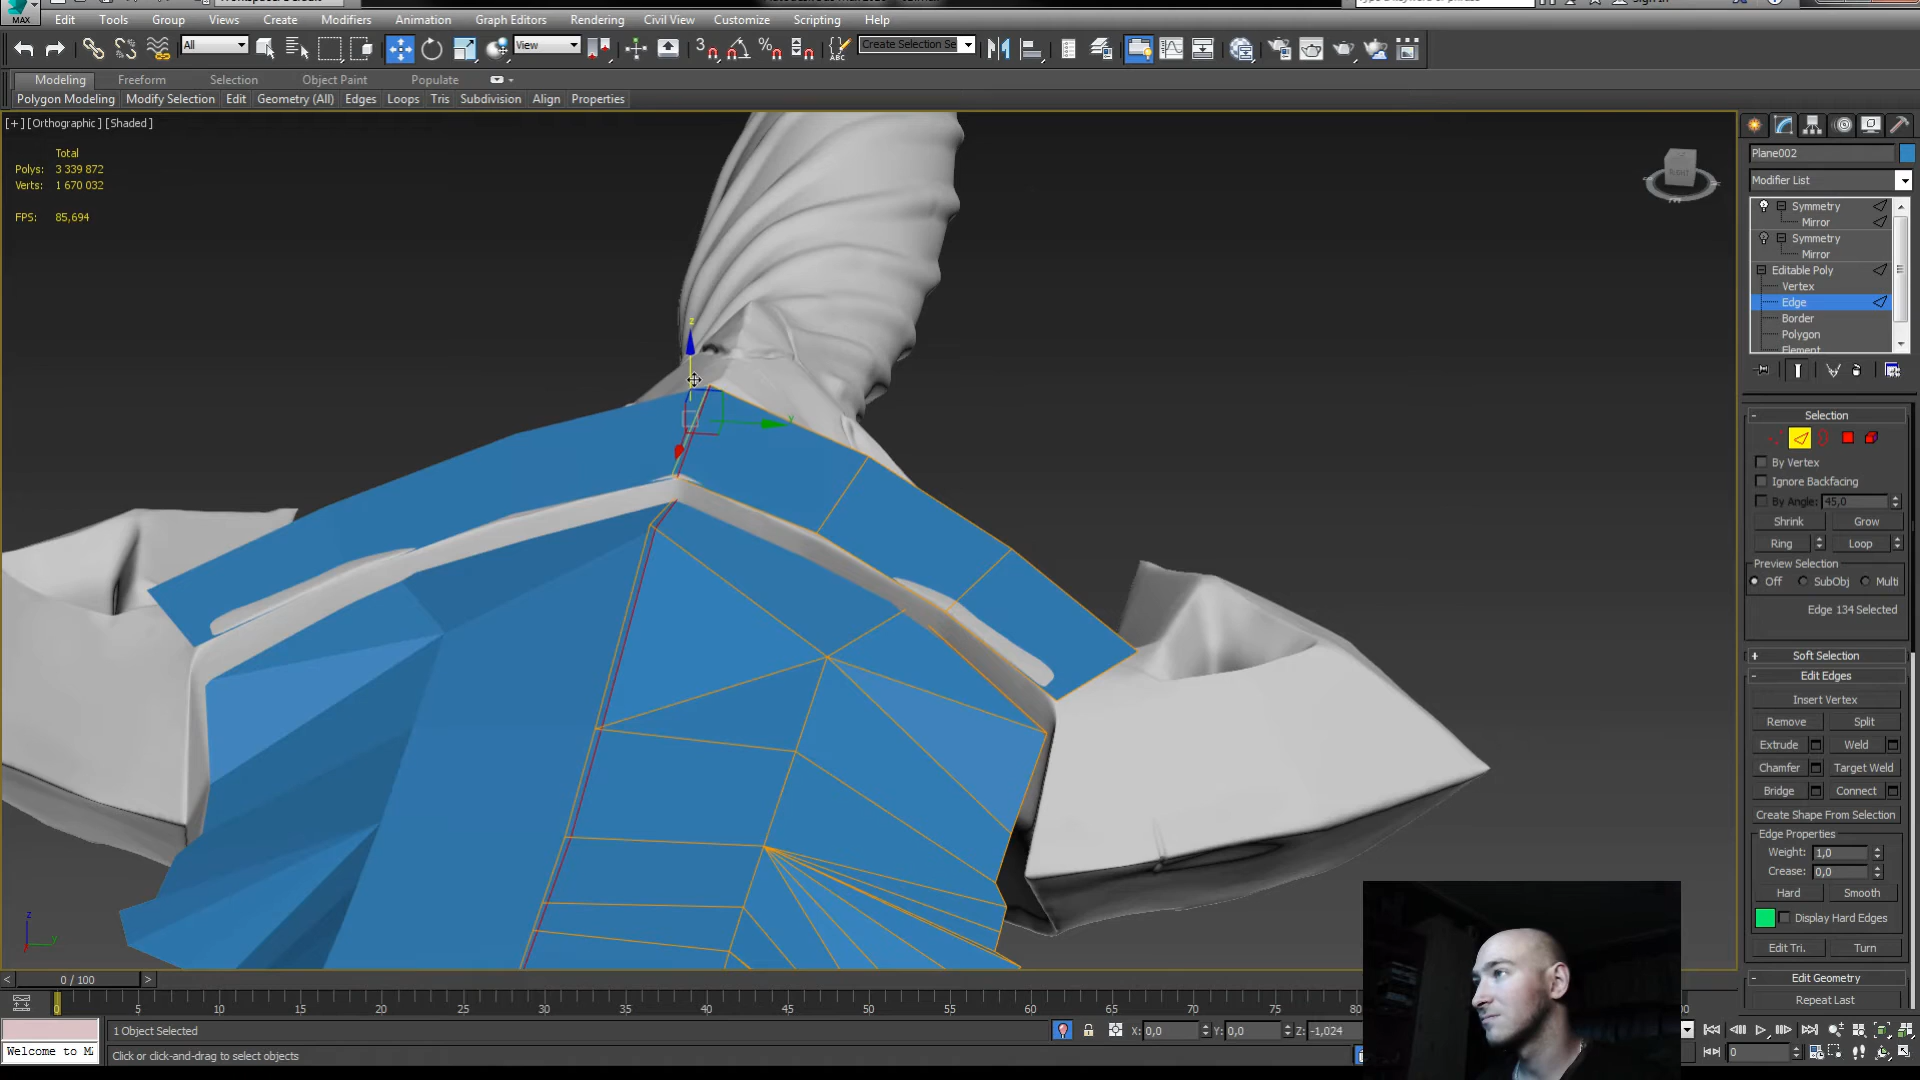 MAX
Edit Tools Group Views Create Modifiers Animation Graph Editors Rendering Civil View Customize Scripting Help
All View Create Selection Se
Modeling Freeform Selection Object Paint Populate
Polygon Modeling Modify Selection Edit Geometry (All) Edges Loops Tris Subdivision Align Properties
[+] [Orthographic] [Shaded]
Total
Polys: 3 339 872
Verts: 1 670 032
FPS: 85,694
z
y
RIGHT
Plane002
Modifier List
Symmetry
Mirror
Symmetry
Mirror
Editable Poly
Vertex
Edge
Border
Polygon
Element
Selection
By Vertex
Ignore Backfacing
By Angle: 45,0
Shrink Grow
Ring Loop
Preview Selection
Off SubObj Multi
Edge 134 Selected
Soft Selection
Edit Edges
Insert Vertex
Remove Split
Extrude Weld
Chamfer Target Weld
Bridge Connect
Create Shape From Selection
Edge Properties
Weight: 1,0
Crease: 0,0
Hard Smooth
Display Hard Edges
Edit Tri. Turn
Edit Geometry
Repeat Last
z
y
0 / 100
0 5 10 15 20 25 30 35 40 45 50 55 60 65 70 75 80
1 Object Selected
X: 0,0 Y: 0,0 Z: -1,024
Welcome to M
Click or click-and-drag to select objects
0